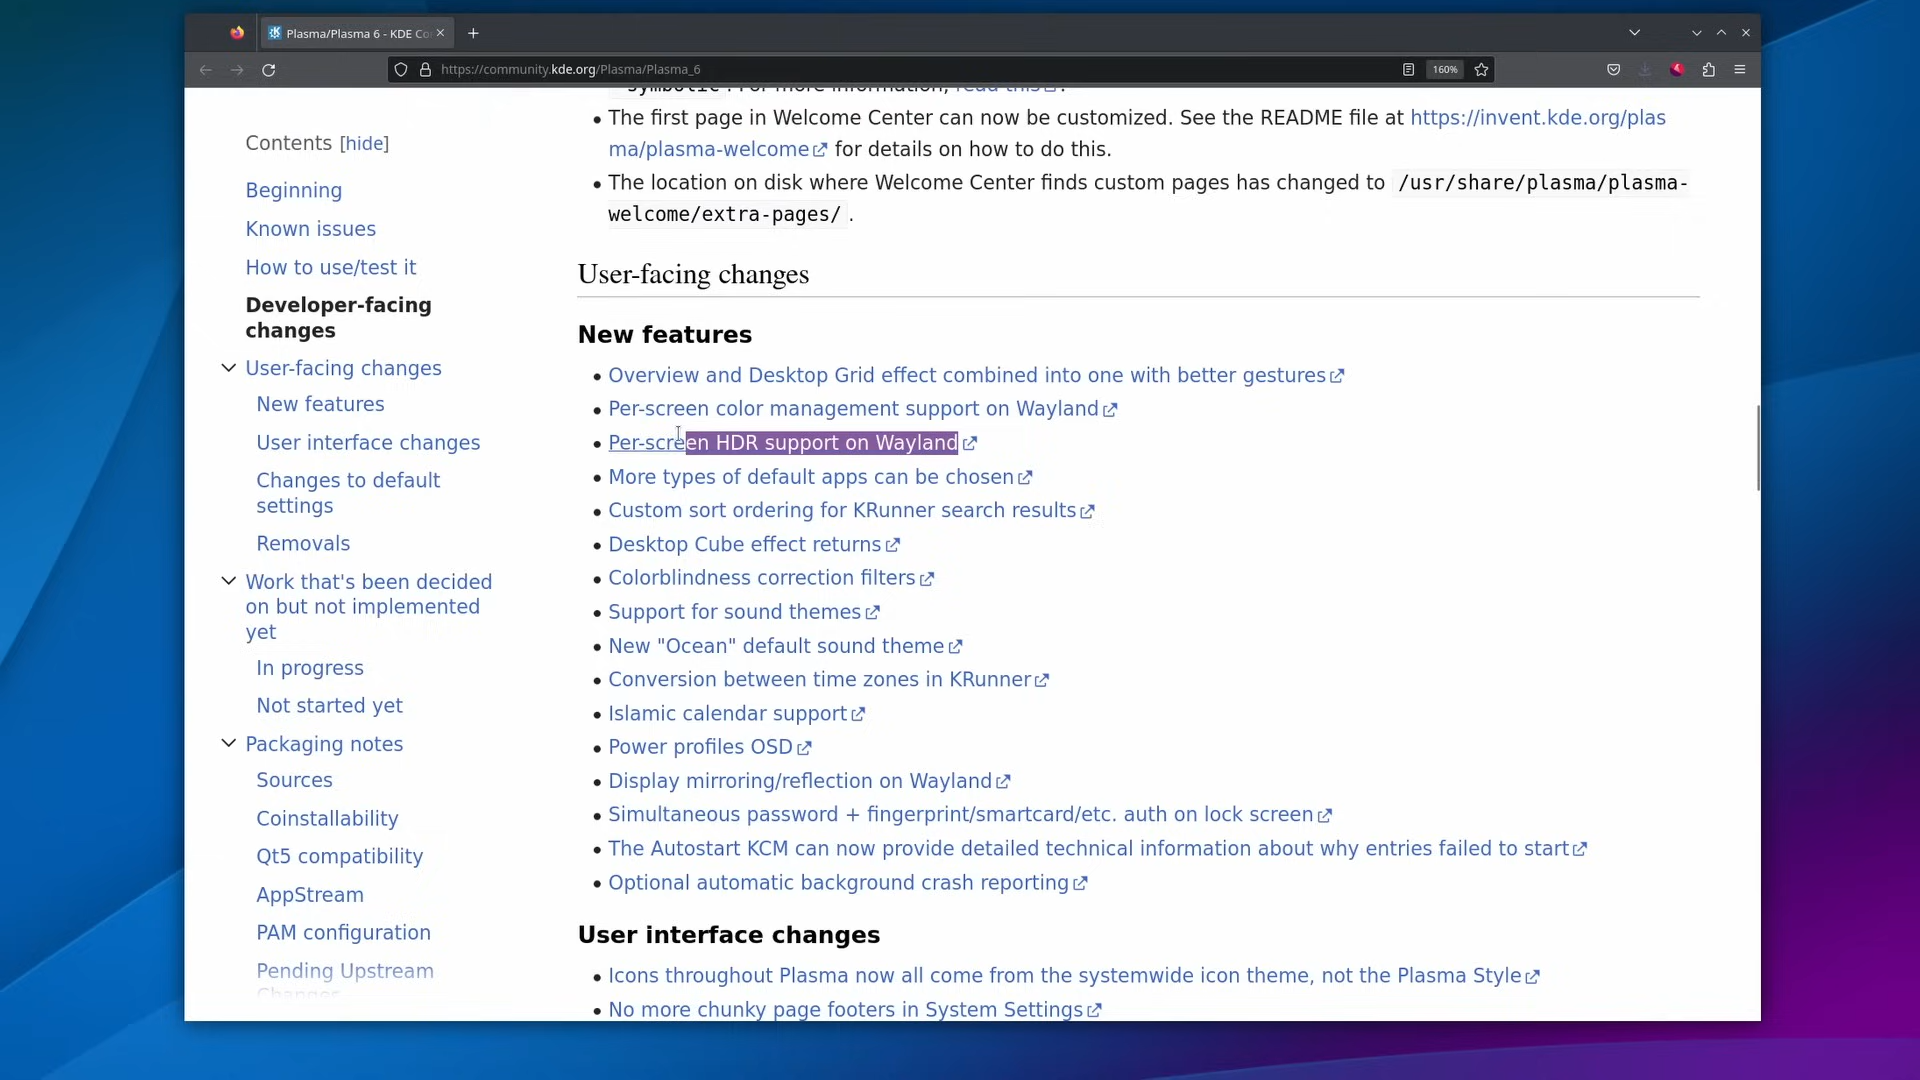 Plasma/Plasma 6 - KDE Co
https://community.kde.org/Plasma/Plasma_6
160%
Contents [hide]
Beginning
Known issues
How to use/test it
Developer-facing
changes
User-facing changes
New features
User interface changes
Changes to default
settings
Removals
Work that's been decided
on but not implemented
yet
In progress
Not started yet
Packaging notes
Sources
Coinstallability
Qt5 compatibility
AppStream
PAM configuration
Pending Upstream
Changes
symbolic . For more information, read this.
The first page in Welcome Center can now be customized. See the README file at https://invent.kde.org/plas
ma/plasma-welcome for details on how to do this.
The location on disk where Welcome Center finds custom pages has changed to /usr/share/plasma/plasma-
welcome/extra-pages/ .
User-facing changes
New features
Overview and Desktop Grid effect combined into one with better gestures
Per-screen color management support on Wayland
Per-screen HDR support on Wayland
More types of default apps can be chosen
Custom sort ordering for KRunner search results
Desktop Cube effect returns
Colorblindness correction filters
Support for sound themes
New "Ocean" default sound theme
Conversion between time zones in KRunner
Islamic calendar support
Power profiles OSD
Display mirroring/reflection on Wayland
Simultaneous password + fingerprint/smartcard/etc. auth on lock screen
The Autostart KCM can now provide detailed technical information about why entries failed to start
Optional automatic background crash reporting
User interface changes
Icons throughout Plasma now all come from the systemwide icon theme, not the Plasma Style
No more chunky page footers in System Settings